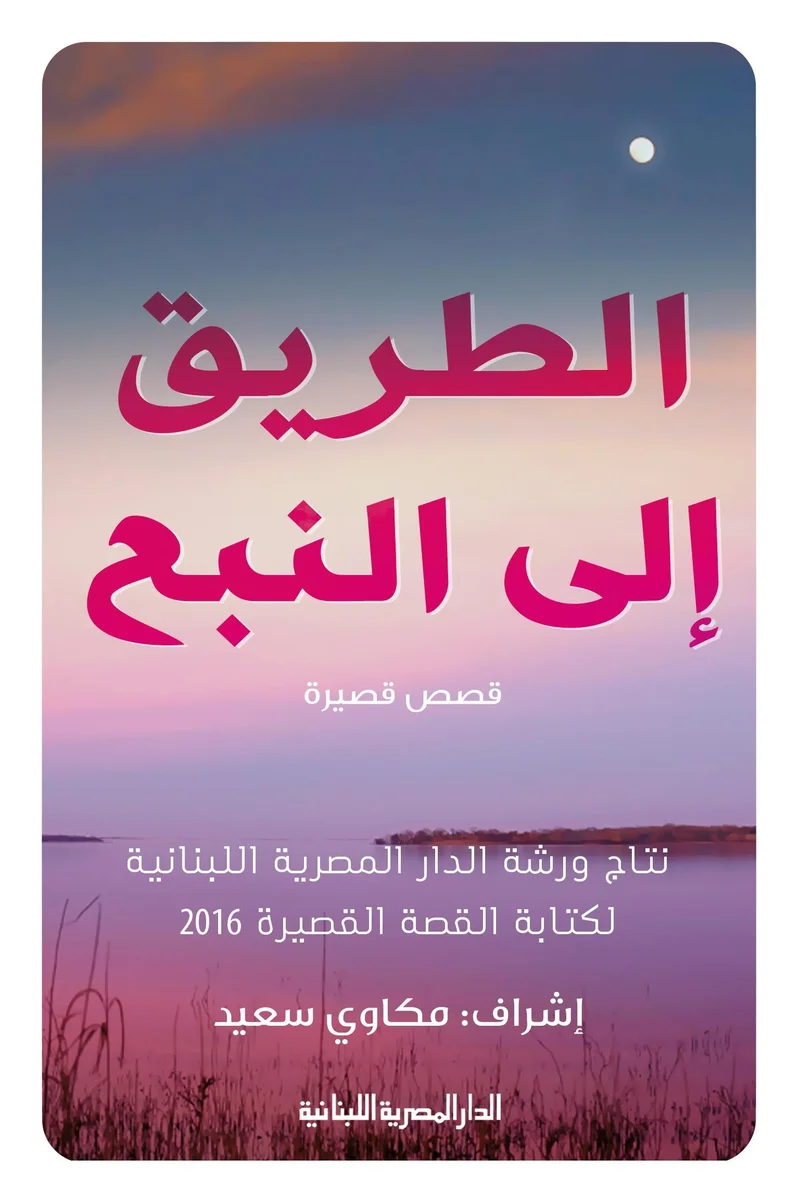 الطريق
إلى النبع
قصص قصيرة
نتاج ورشة الدار المصرية اللبنانية
لكتابة القصة القصيرة 2016
إشراف: مكاوي سعيد
الدار المصرية اللبنانية